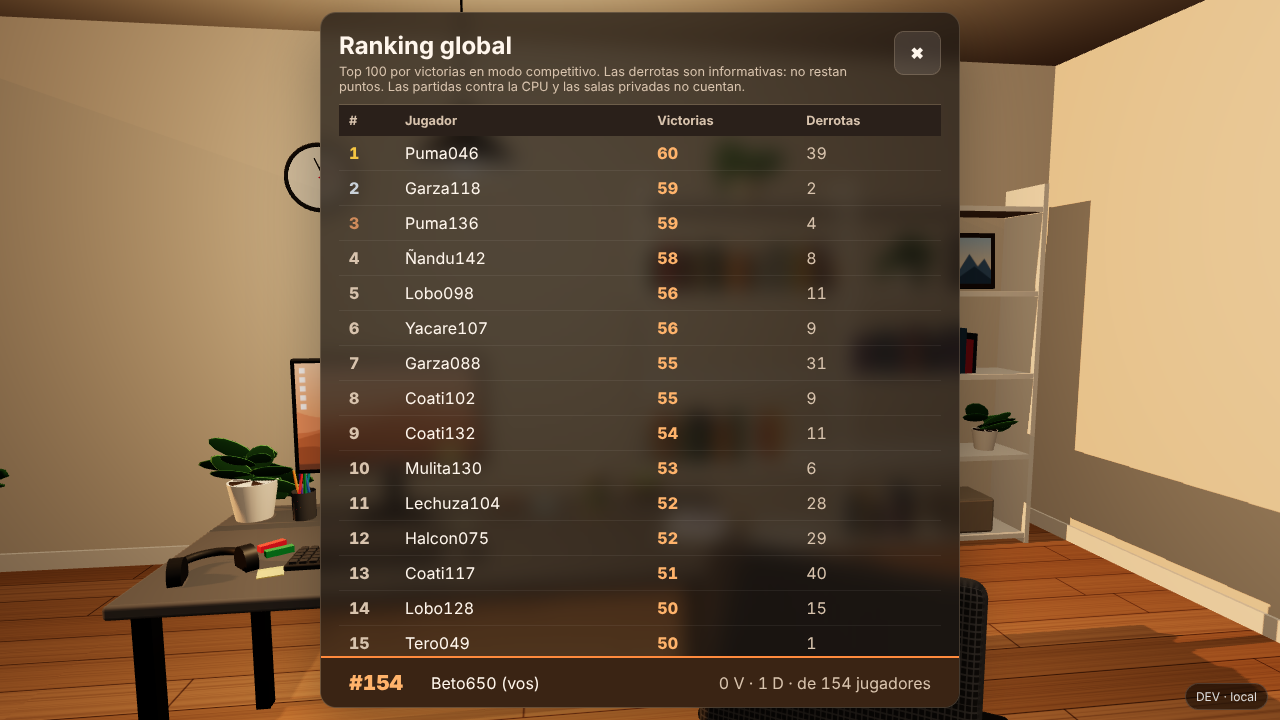 Ranking global
✖
Top 100 por victorias en modo competitivo. Las derrotas son informativas: no restan
puntos. Las partidas contra la CPU y las salas privadas no cuentan.
# Jugador Victorias Derrotas
1 Puma046 60 39
2 Garza118 59 2
3 Puma136 59 4
4 Ñandu142 58 8
5 Lobo098 56 11
6 Yacare107 56 9
7 Garza088 55 31
8 Coati102 55 9
9 Coati132 54 11
10 Mulita130 53 6
11 Lechuza104 52 28
12 Halcon075 52 29
13 Coati117 51 40
14 Lobo128 50 15
15 Tero049 50 1
#154 Beto650 (vos) 0 V · 1 D · de 154 jugadores
DEV · local